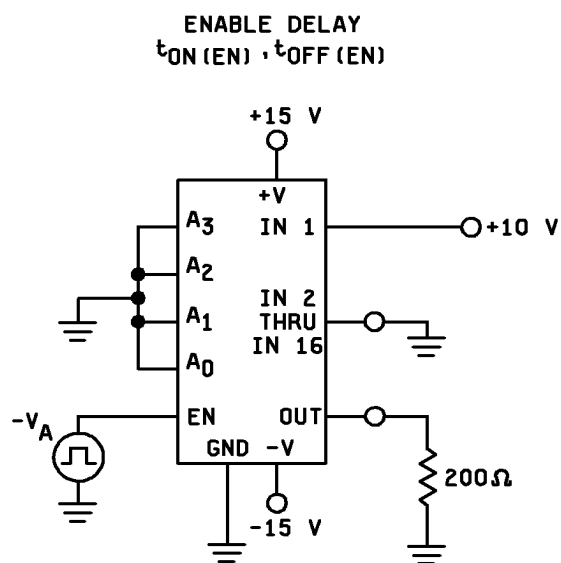 ENABLE DELAY
tON(EN), tOFF(EN)
+15 V
+V
A3
IN 1
+10 V
A2
IN 2
THRU
IN 16
A1
A0
-VA
EN
OUT
GND
-V
200Ω
-15 V